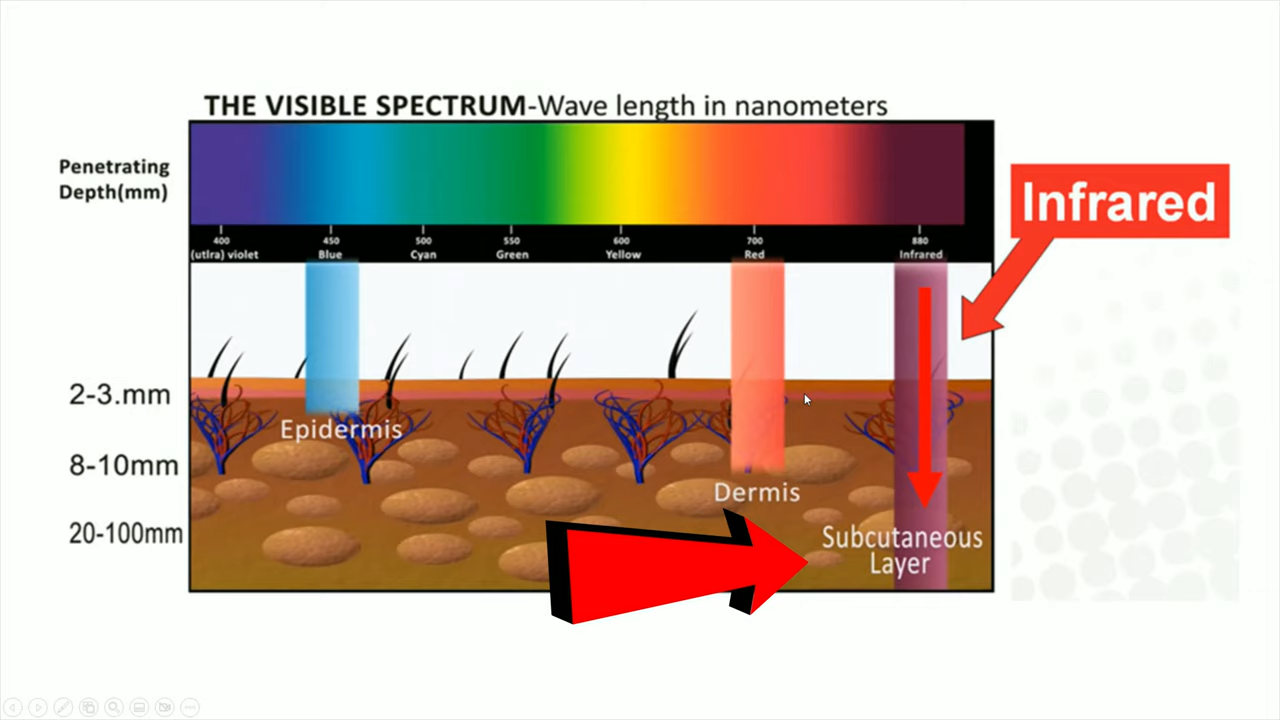 THE VISIBLE SPECTRUM-Wave length in nanometers
Penetrating
Depth(mm)
Infrared
400 450 500 550 600 700 880
(utlra) violet Blue Cyan Green Yellow Red Infrared
2-3.mm
Epidermis
8-10mm
Dermis
20-100mm
Subcutaneous
Layer